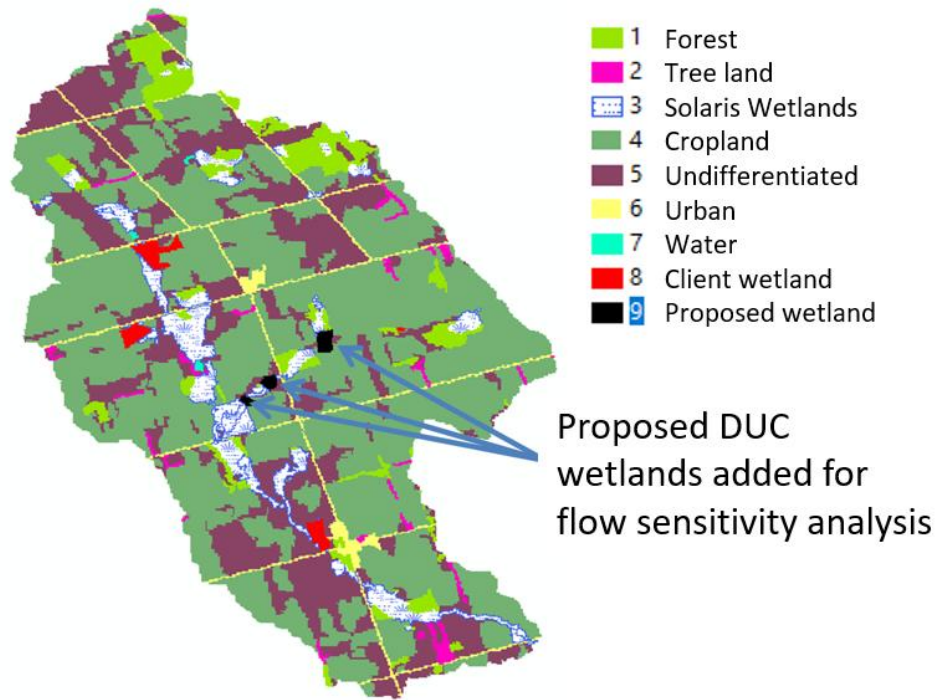 1 Forest
2 Tree land
3 Solaris Wetlands
4 Cropland
5 Undifferentiated
6 Urban
7 Water
8 Client wetland
9 Proposed wetland
Proposed DUC
wetlands added for
flow sensitivity analysis